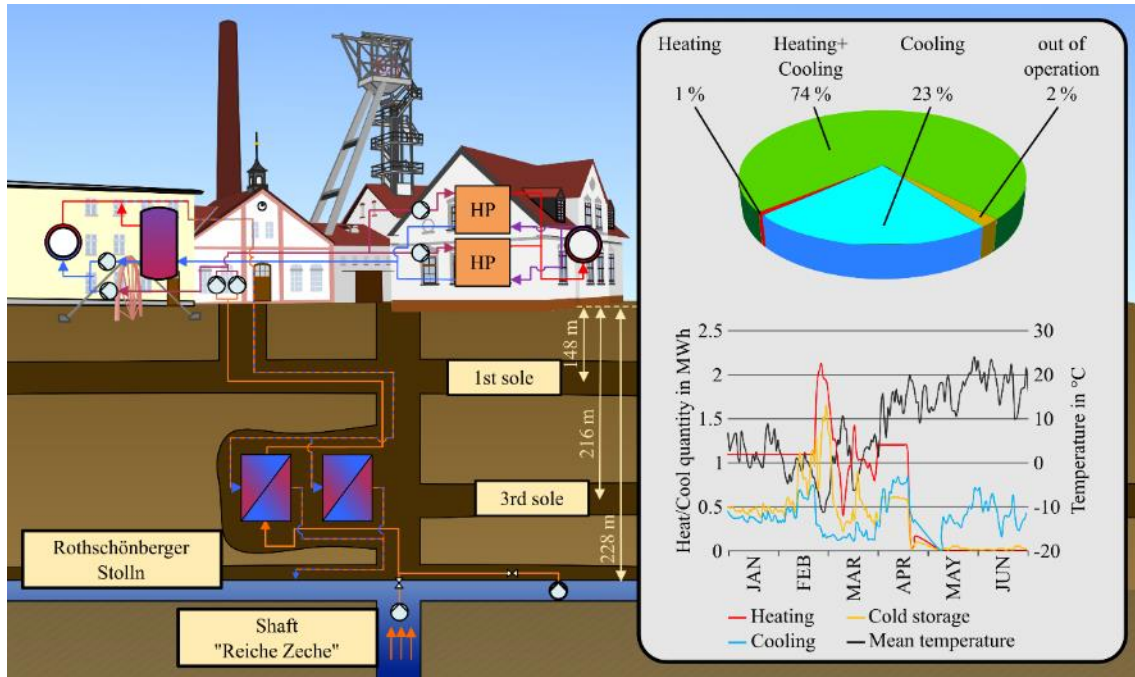 HP
HP
148 m
1st sole
216 m
3rd sole
228 m
Rothschönberger
Stolln
Shaft
"Reiche Zeche"
Heating
1 %
Heating+
Cooling
74 %
Cooling
23 %
out of
operation
2 %
Heat/Cool quantity in MWh
2.5
2
1.5
1
0.5
0
Temperature in °C
30
20
10
0
-10
-20
JAN
FEB
MAR
APR
MAY
JUN
Heating
Cold storage
Cooling
Mean temperature